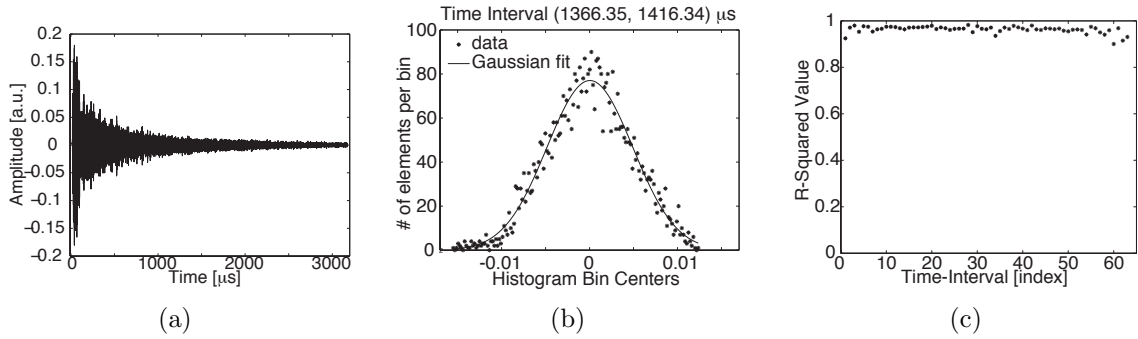 0.2
0.15
0.1
0.05
0
−0.05
−0.1
−0.15
−0.2
Amplitude [a.u.]
0 1000 2000 3000
Time [μs]
(a)
Time Interval (1366.35, 1416.34) μs
100
80
60
40
20
0
# of elements per bin
data
Gaussian fit
-0.01 0 0.01
Histogram Bin Centers
(b)
1
0.8
0.6
0.4
0.2
0
R-Squared Value
0 10 20 30 40 50 60
Time-Interval [index]
(c)